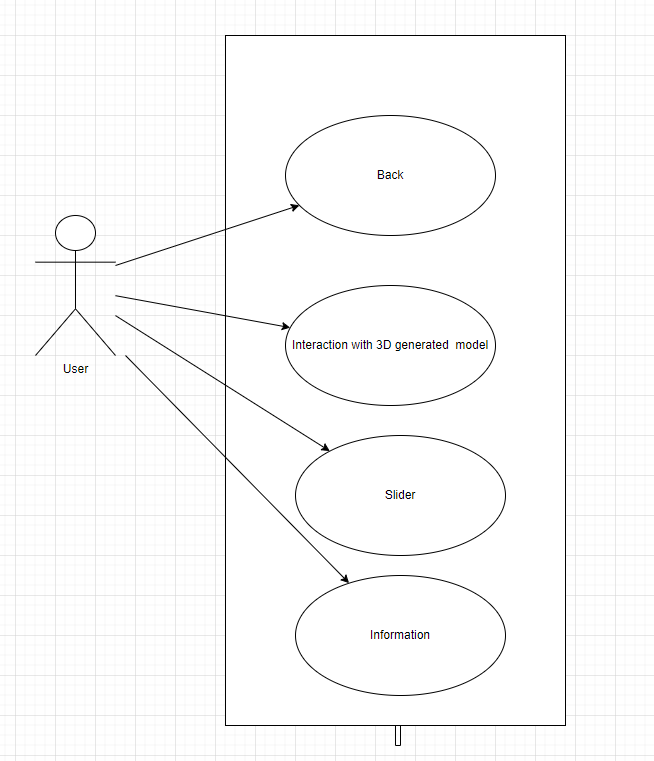 Back
Interaction with 3D generated  model
User
Slider
Information